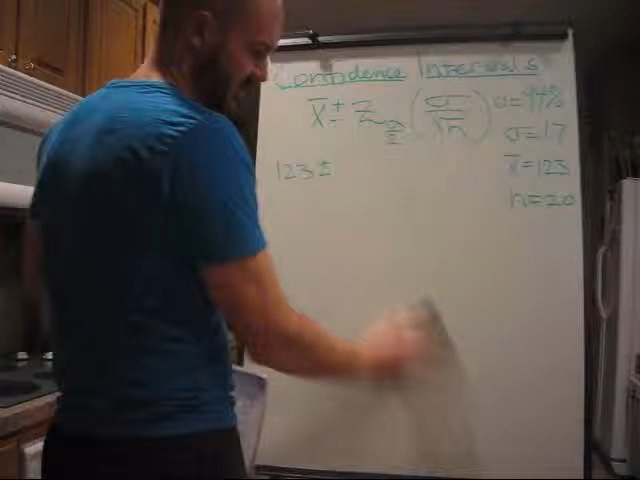 Confidence Intervals
x̄ ± Z α/2 (σ/√n) α=94%
σ=17
123 ± x̄=123
n=20